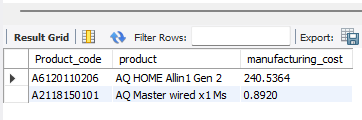 Result Grid Filter Rows: Export:
Product_code product manufacturing_cost
A6120110206 AQ HOME Allin1 Gen 2 240.5364
A2118150101 AQ Master wired x1 Ms 0.8920